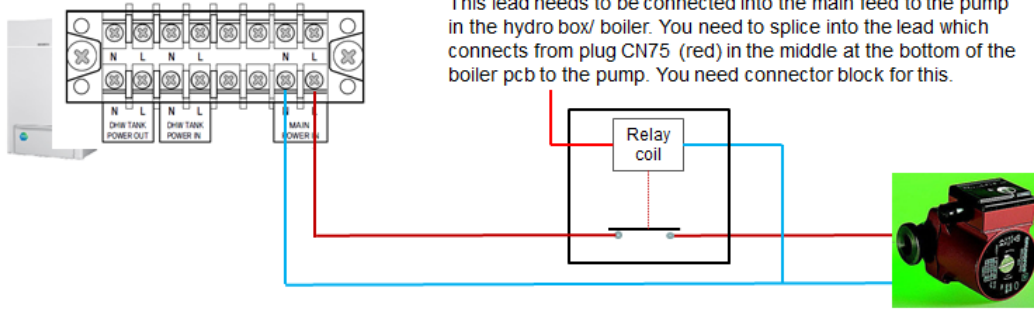 This lead needs to be connected into the main feed to the pump
in the hydro box/ boiler. You need to splice into the lead which
connects from plug CN75 (red) in the middle at the bottom of the
boiler pcb to the pump. You need connector block for this.
N L N L N L
N L N L N L
DHW TANK
POWER OUT
DHW TANK
POWER IN
MAIN
POWER IN
Relay
coil